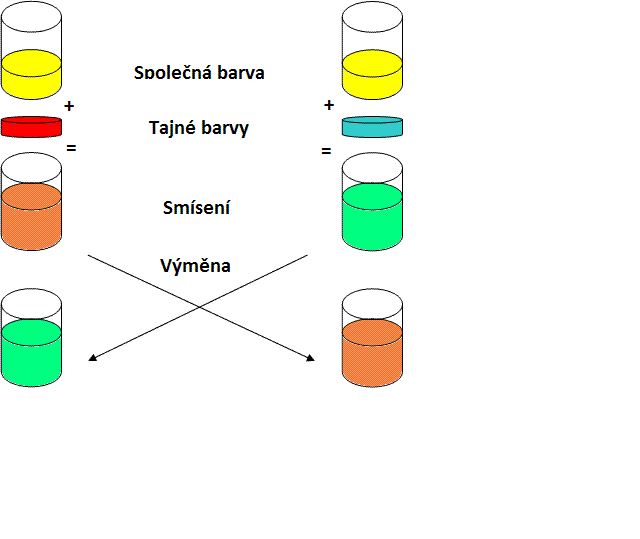 Společná barva
+ +
Tajné barvy
= =
Smísení
Výměna